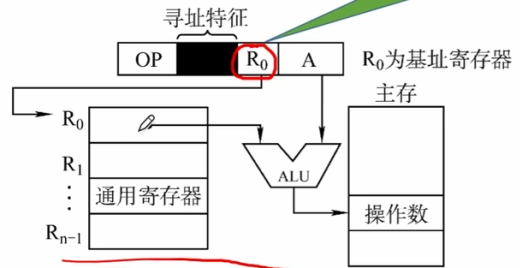 寻址特征
OP R₀ A R₀为基址寄存器
主存
R₀
R₁
ALU
⋮ 通用寄存器 操作数
Rₙ₋₁